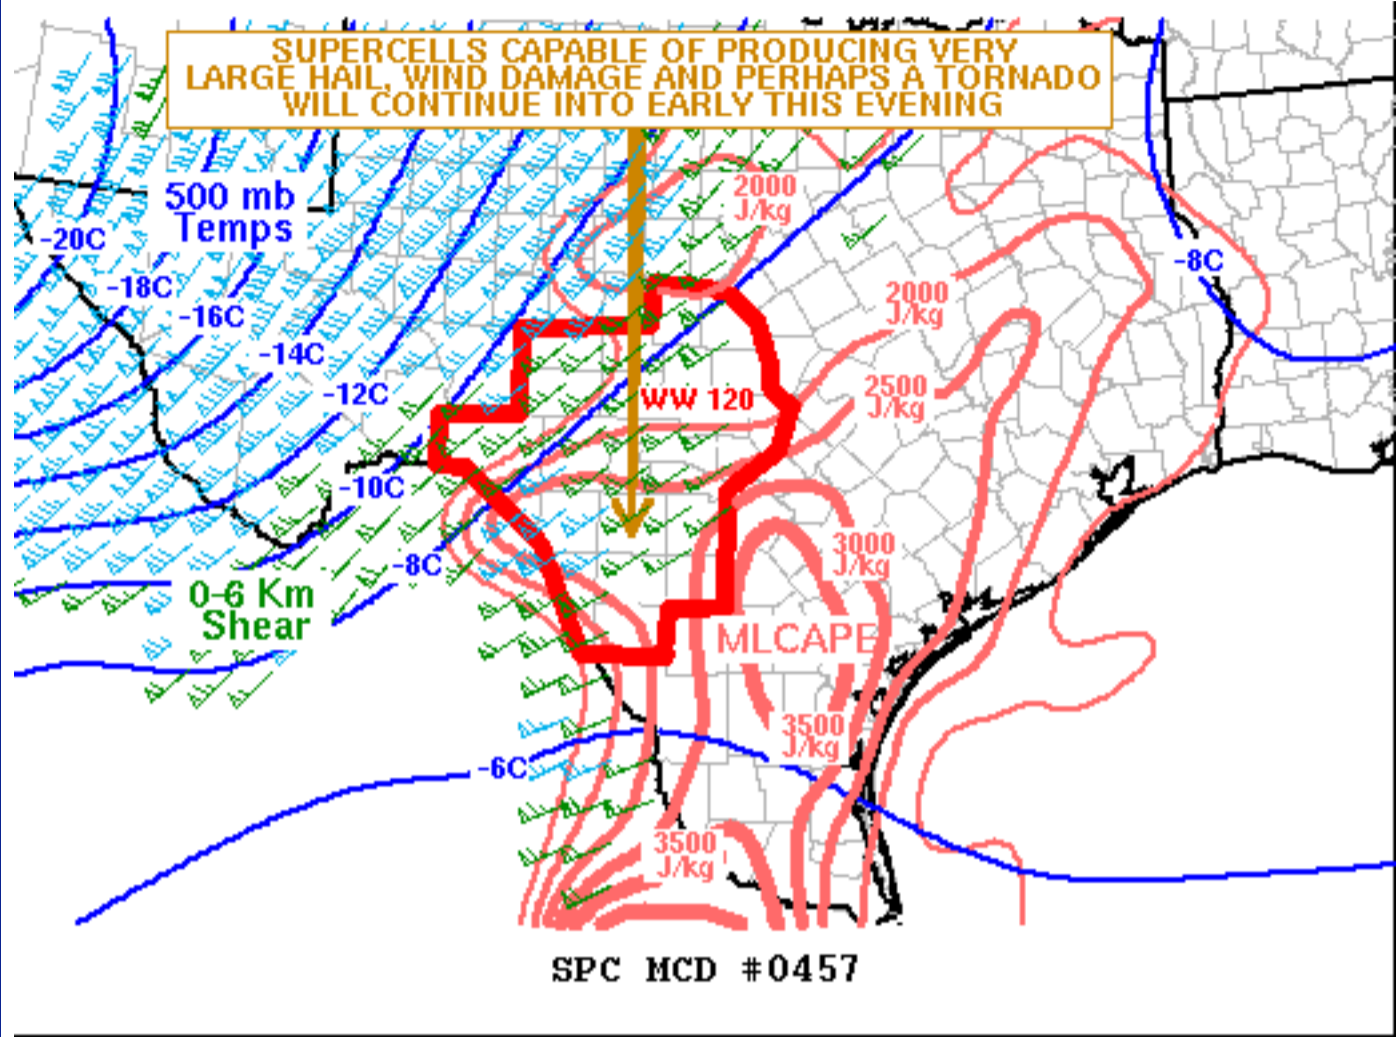 SUPERCELLS CAPABLE OF PRODUCING VERY
LARGE HAIL, WIND DAMAGE AND PERHAPS A TORNADO
WILL CONTINUE INTO EARLY THIS EVENING
500 mb
Temps
2000
J/kg
-20C
-8C
-18C
2000
J/kg
-16C
-14C
-12C
2500
J/kg
WW 120
-10C
3000
J/kg
-8C
0-6 Km
Shear
MLCAPE
3500
J/kg
-6C
3500
J/kg
SPC MCD #0457